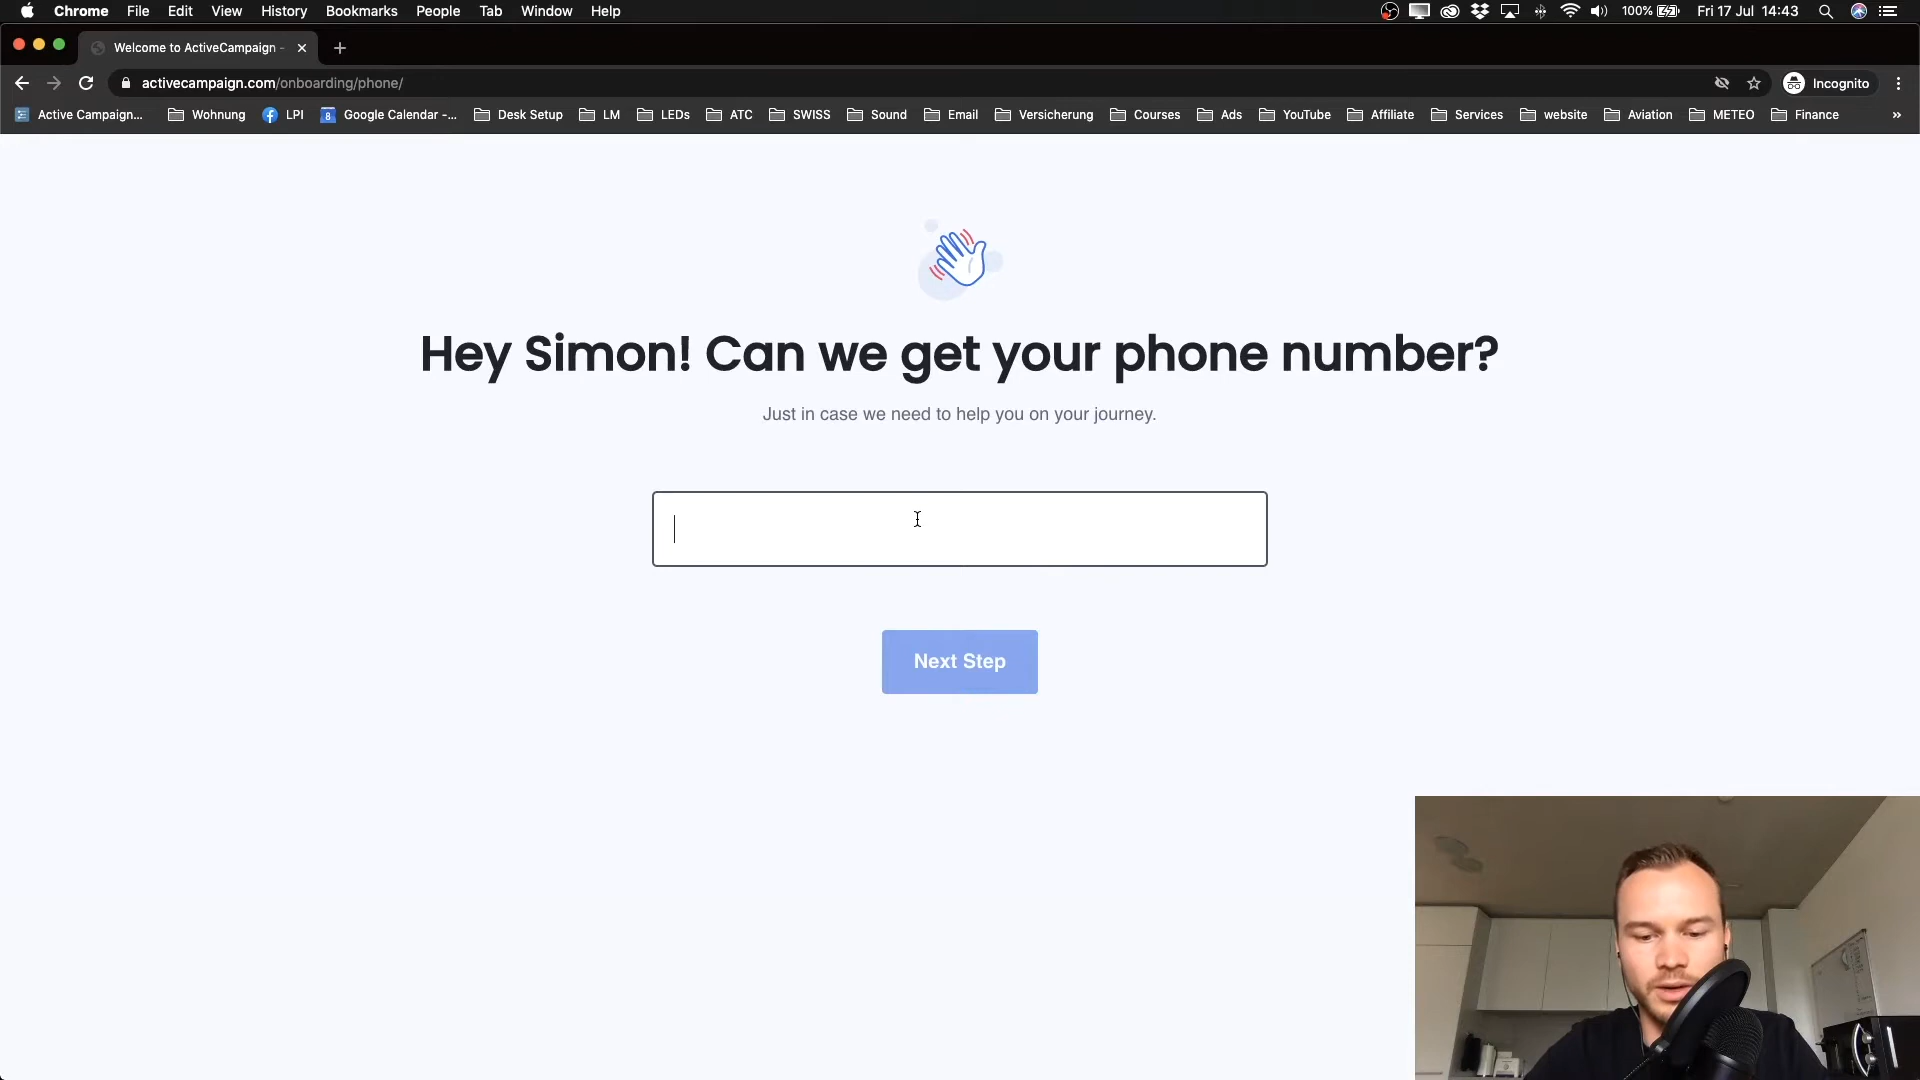 Chrome File Edit View History Bookmarks People Tab Window Help 100% Fri 17 Jul 14:43
Welcome to ActiveCampaign -
activecampaign.com/onboarding/phone/ Incognito
Active Campaign... Wohnung LPI 8 Google Calendar -... Desk Setup LM LEDs ATC SWISS Sound Email Versicherung Courses Ads YouTube Affiliate Services website Aviation METEO Finance »
Hey Simon! Can we get your phone number?
Just in case we need to help you on your journey.
Next Step